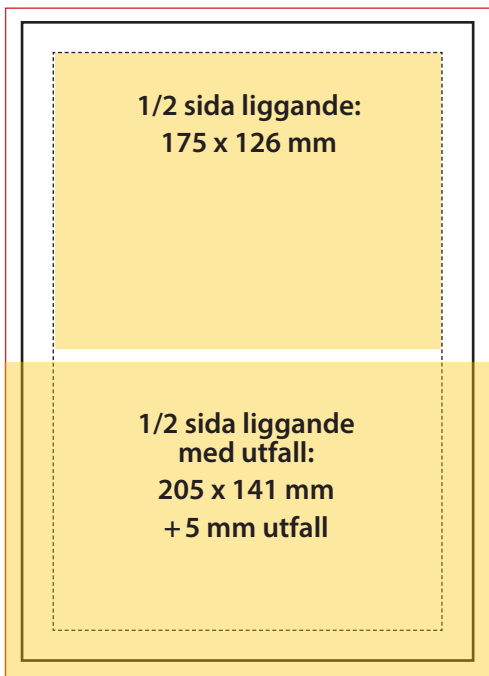 1/2 sida liggande:
175 x 126 mm
1/2 sida liggande
med utfall:
205 x 141 mm
+ 5 mm utfall